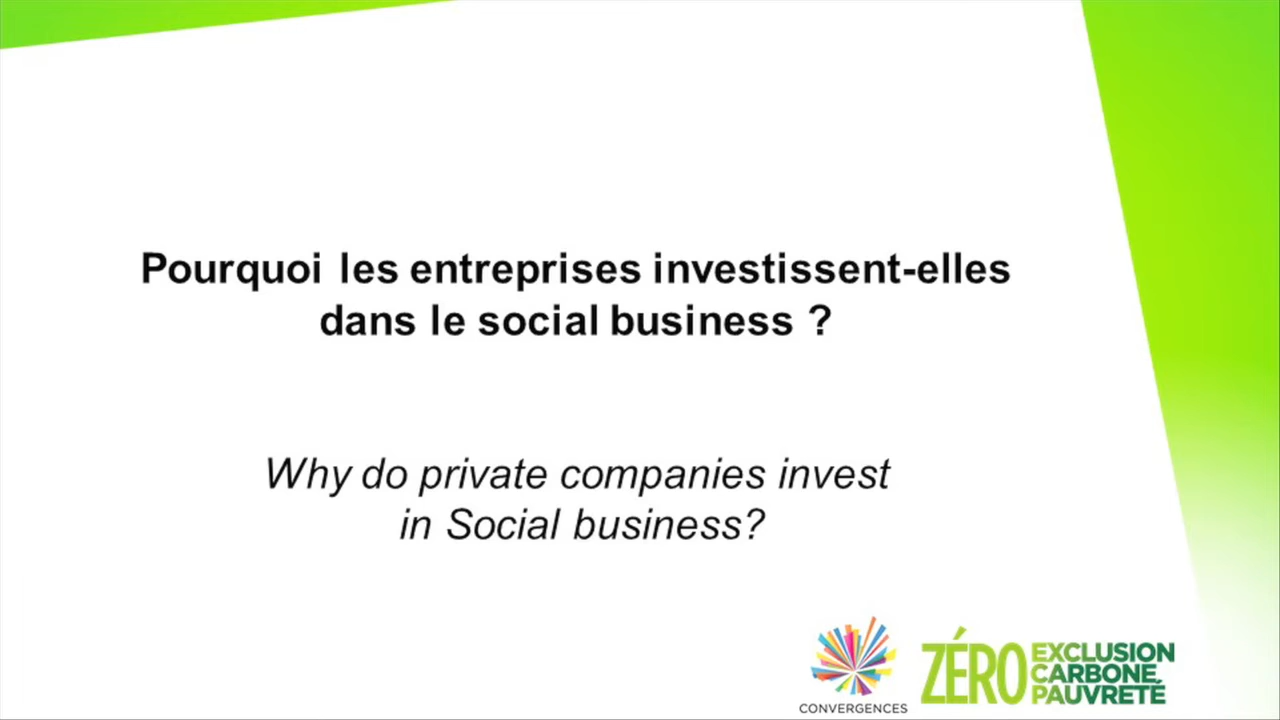 Pourquoi les entreprises investissent-elles
dans le social business ?
Why do private companies invest
in Social business?
CONVERGENCES
ZÉRO
EXCLUSION
CARBONE
PAUVRETÉ